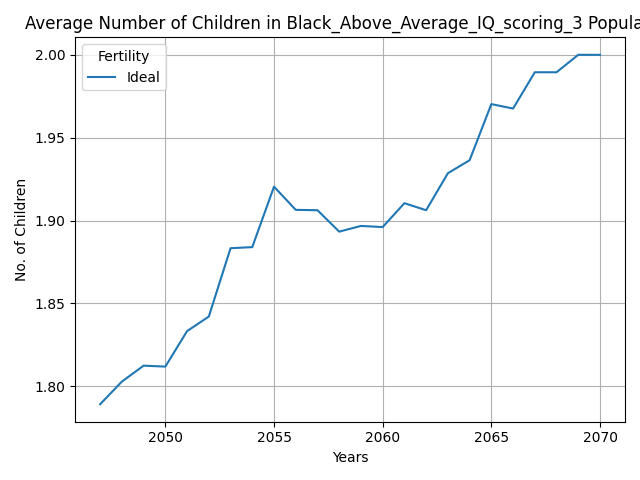 Average Number of Children in Black_Above_Average_IQ_scoring_3 Popula
Fertility
Ideal
2.00
1.95
1.90
1.85
1.80
No. of Children
2050 2055 2060 2065 2070
Years